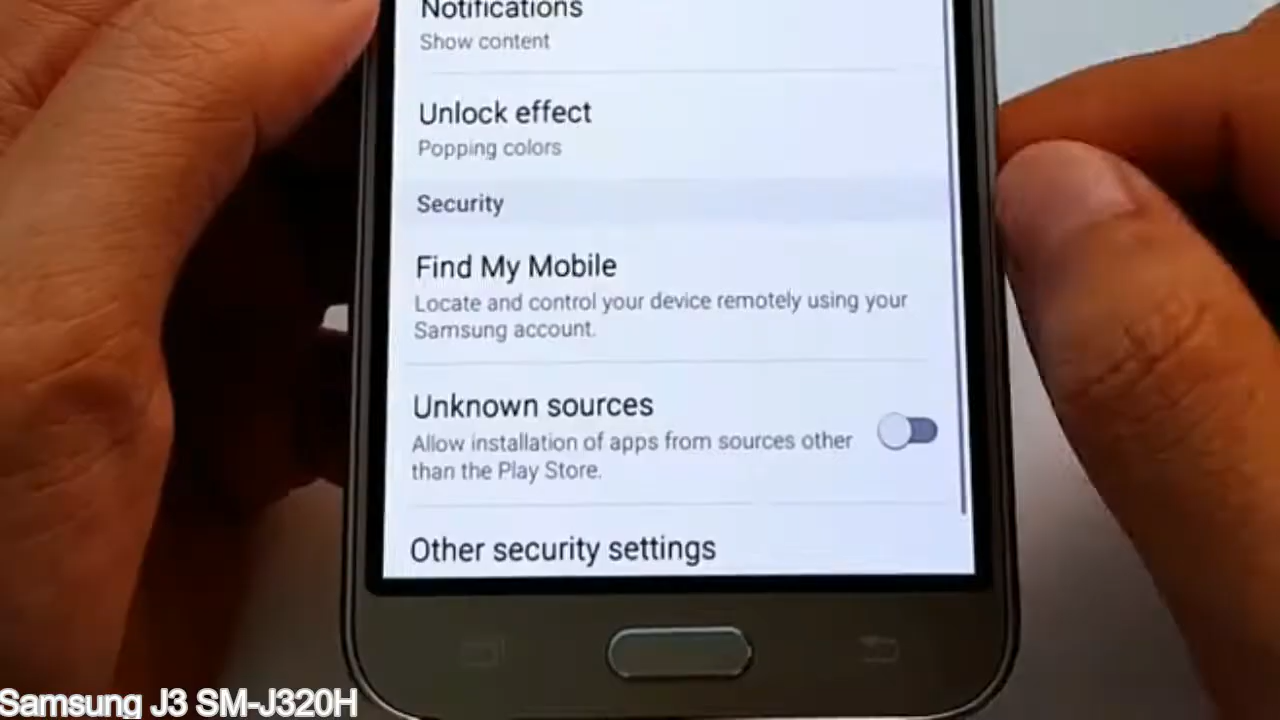 Notifications
Show content
Unlock effect
Popping colors
Security
Find My Mobile
Locate and control your device remotely using your
Samsung account.
Unknown sources
Allow installation of apps from sources other
than the Play Store.
Other security settings
Samsung J3 SM-J320H